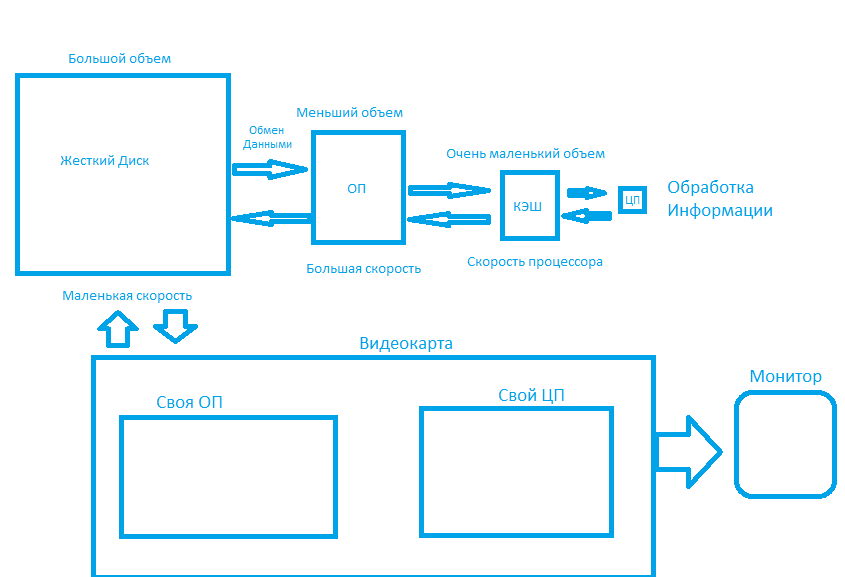 Большой объем
Жесткий Диск
Маленькая скорость
Обмен
Данными
Меньший объем
ОП
Большая скорость
Очень маленький объем
КЭШ
Скорость процессора
ЦП
Обработка
Информации
Видеокарта
Своя ОП
Свой ЦП
Монитор